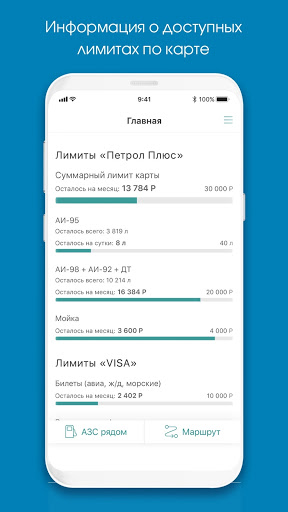 Информация о доступных
лимитах по карте
9:41
100%
Главная
Лимиты «Петрол Плюс»
Суммарный лимит карты
Осталось на месяц: 13 784 Р 30 000 Р
АИ-95
Осталось всего: 3 819 л
Осталось на сутки: 8 л 40 л
АИ-98 + АИ-92 + ДТ
Осталось всего: 10 214 л
Осталось на месяц: 16 384 Р 20 000 Р
Мойка
Осталось на месяц: 3 600 Р 4 000 Р
Лимиты «VISA»
Билеты (авиа, ж/д, морские)
Осталось на месяц: 2 402 Р 10 000 Р
АЗС рядом Маршрут